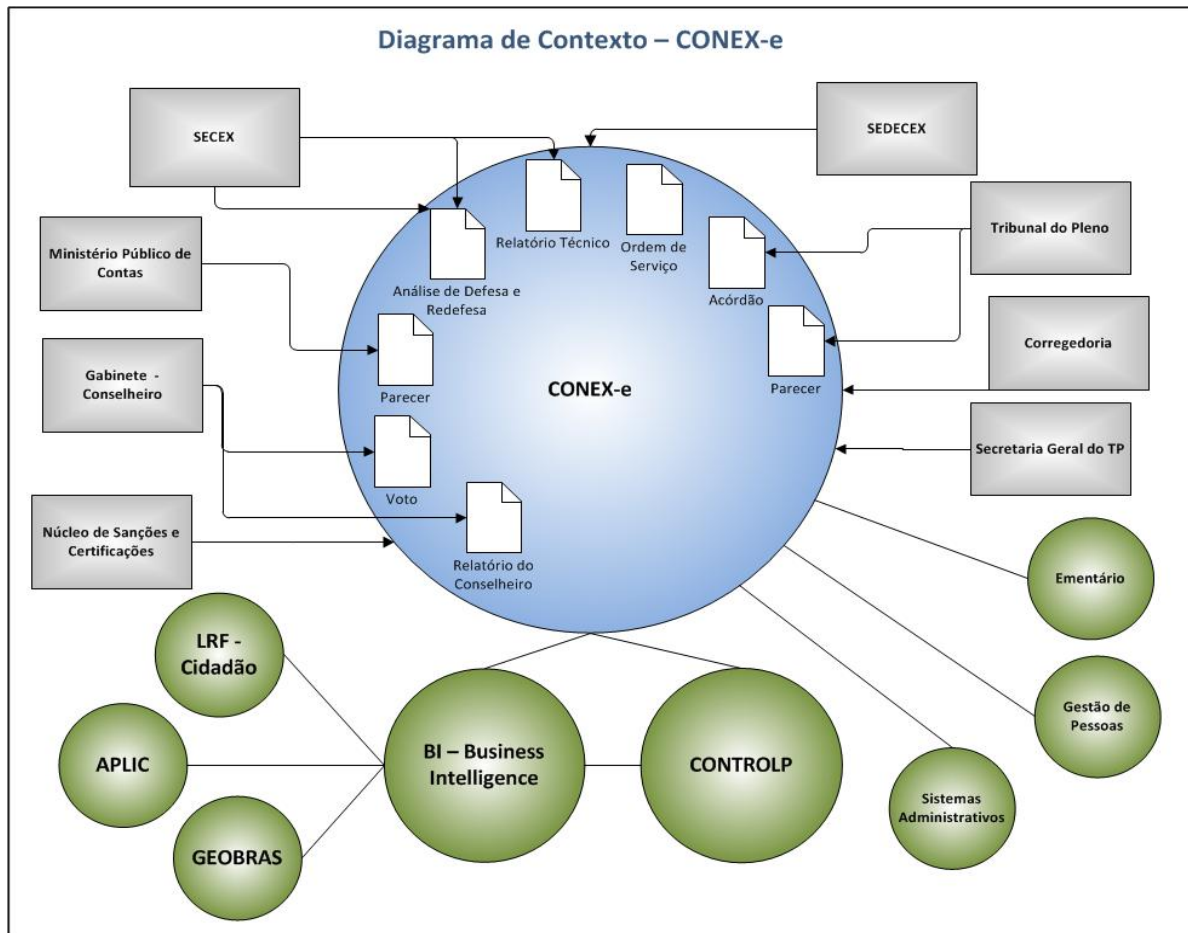 Diagrama de Contexto – CONEX-e
SECEX
SEDECEX
Ministério Público de
Contas
Tribunal do Pleno
Relatório Técnico
Ordem de
Serviço
Análise de Defesa e
Redefesa
Acórdão
Corregedoria
Gabinete -
Conselheiro
Parecer
CONEX-e
Parecer
Secretaria Geral do TP
Voto
Núcleo de Sanções e
Certificações
Relatório do
Conselheiro
Ementário
LRF -
Cidadão
Gestão de
Pessoas
APLIC
BI – Business
Intelligence
CONTROLP
Sistemas
Administrativos
GEOBRAS